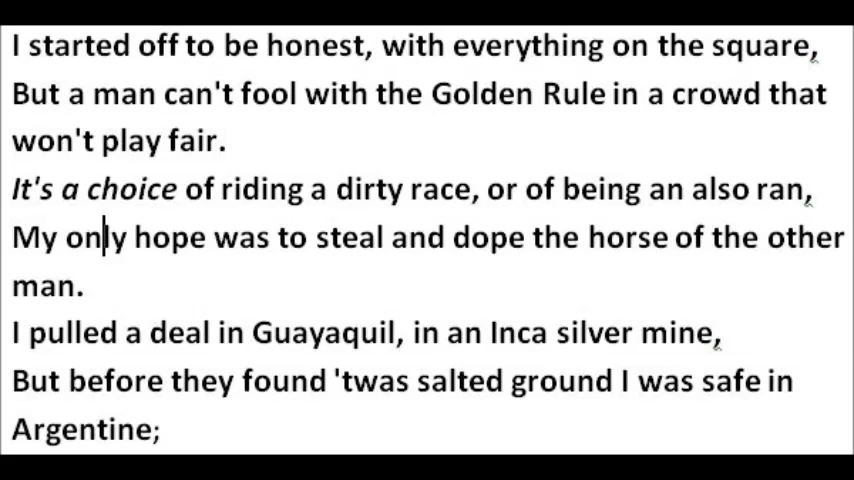 I started off to be honest, with everything on the square,
But a man can't fool with the Golden Rule in a crowd that
won't play fair.
It's a choice of riding a dirty race, or of being an also ran,
My only hope was to steal and dope the horse of the other
man.
I pulled a deal in Guayaquil, in an Inca silver mine,
But before they found 'twas salted ground I was safe in
Argentine;